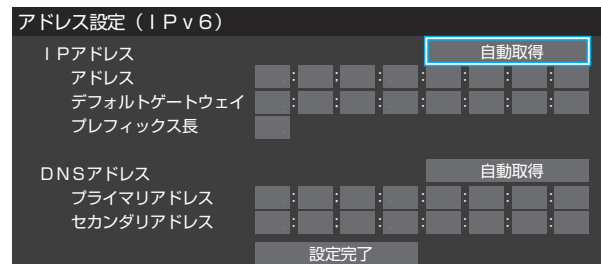 アドレス設定（ＩＰｖ６）
ＩＰアドレス 自動取得
アドレス : : : : : : :
デフォルトゲートウェイ : : : : : : :
プレフィックス長
ＤＮＳアドレス 自動取得
プライマリアドレス : : : : : : :
セカンダリアドレス : : : : : : :
設定完了